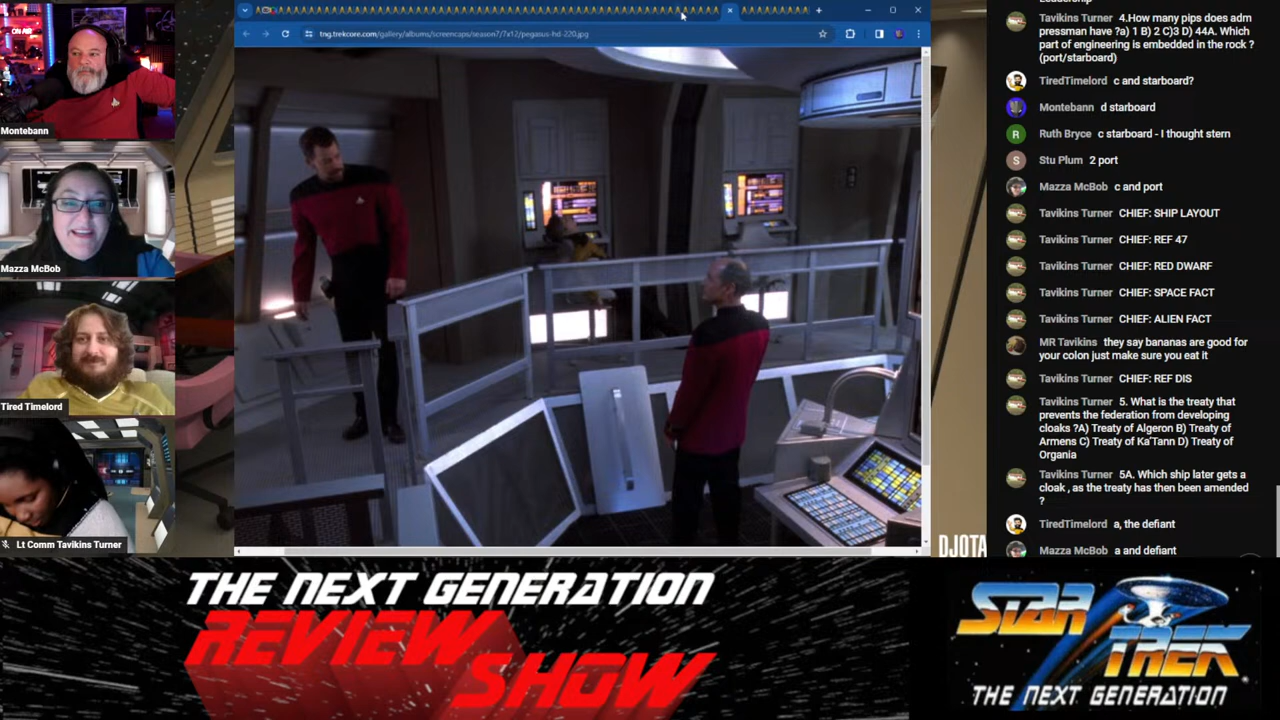 tng.trekcore.com/gallery/albums/screencaps/season7/7x12/pegasus-hd-220.jpg
ON AIR
Montebann
Mazza McBob
Tired Timelord
Lt Comm Tavikins Turner
DJOTA
Leadership
Tavikins Turner 4.How many pips does adm
pressman have ?a) 1 B) 2 C)3 D) 44A. Which
part of engineering is embedded in the rock ?
(port/starboard)
TiredTimelord c and starboard?
Montebann d starboard
R Ruth Bryce c starboard - I thought stern
S Stu Plum 2 port
Mazza McBob c and port
Tavikins Turner CHIEF: SHIP LAYOUT
Tavikins Turner CHIEF: REF 47
Tavikins Turner CHIEF: RED DWARF
Tavikins Turner CHIEF: SPACE FACT
Tavikins Turner CHIEF: ALIEN FACT
MR Tavikins they say bananas are good for
your colon just make sure you eat it
Tavikins Turner CHIEF: REF DIS
Tavikins Turner 5. What is the treaty that
prevents the federation from developing
cloaks ?A) Treaty of Algeron B) Treaty of
Armens C) Treaty of Ka'Tann D) Treaty of
Organia
Tavikins Turner 5A. Which ship later gets a
cloak , as the treaty has then been amended
?
TiredTimelord a, the defiant
Mazza McBob a and defiant
THE NEXT GENERATION
REVIEW
SHOW
STAR
TREK
THE NEXT GENERATION